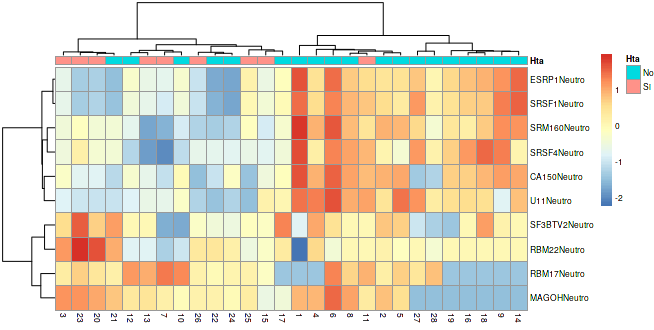 Hta
ESRP1Neutro
SRSF1Neutro
SRM160Neutro
SRSF4Neutro
CA150Neutro
U11Neutro
SF3BTV2Neutro
RBM22Neutro
RBM17Neutro
MAGOHNeutro
3 23 20 21 12 13 7 10 26 22 24 25 15 17 1 4 6 8 11 2 5 27 28 19 16 18 9 14
1
0
-1
-2
Hta
No
Si